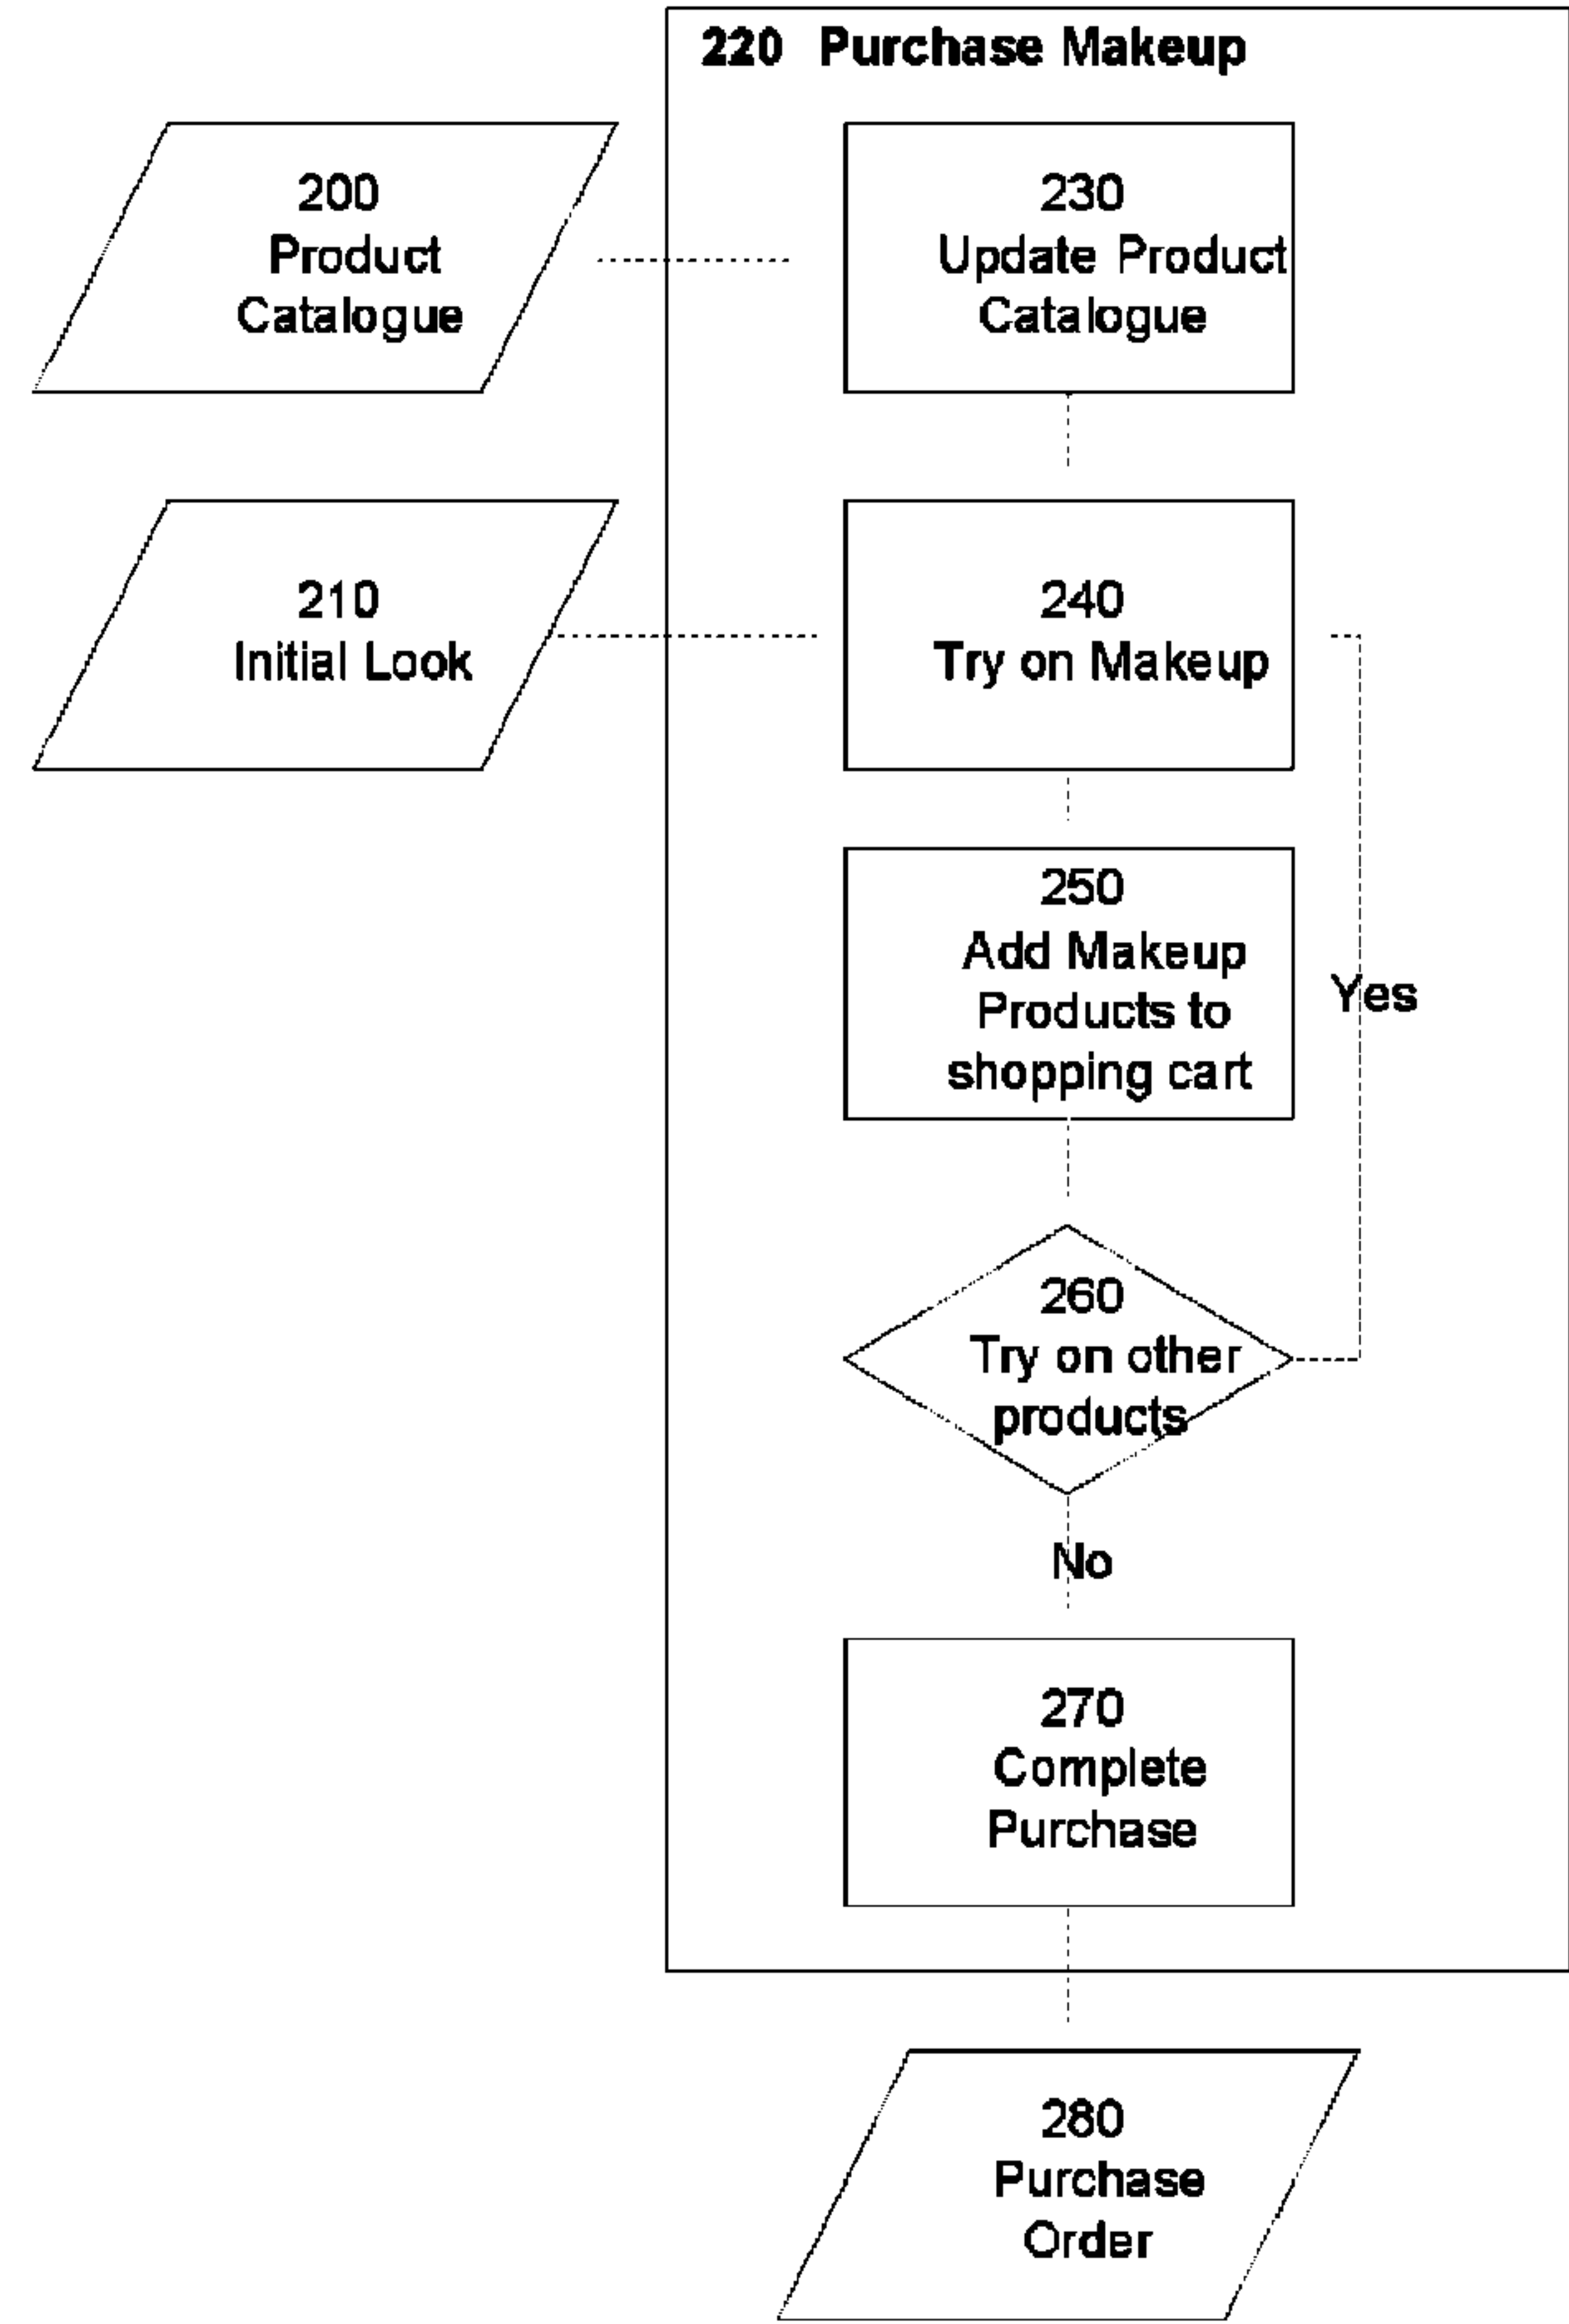 220 Purchase Makeup
200
Product
Catalogue
230
Update Product
Catalogue
210
Initial Look
240
Try on Makeup
250
Add Makeup
Products to
shopping cart
Yes
260
Try on other
products
No
270
Complete
Purchase
280
Purchase
Order